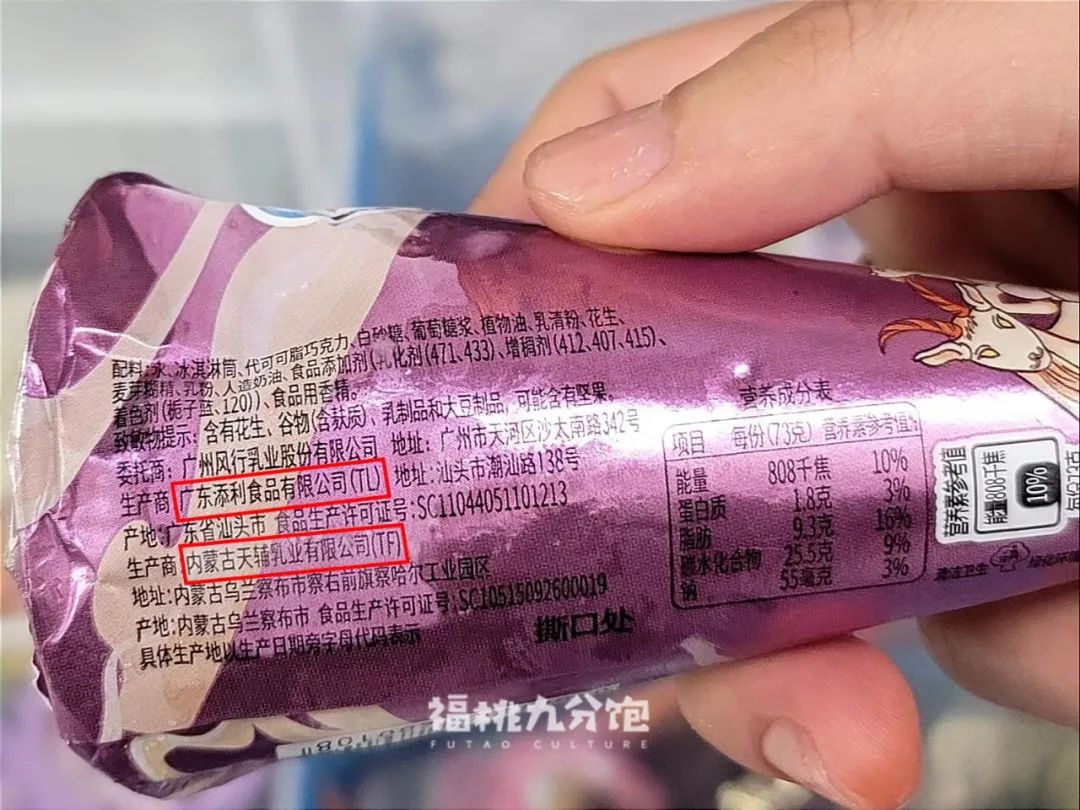 配料:水、冰淇淋筒、代可可脂巧克力、白砂糖、葡萄糖浆、植物油、乳清粉、花生、
麦芽糊精、乳粉、人造奶油、食品添加剂(乳化剂(471,433)、增稠剂(412,407,415)、
着色剂(栀子蓝,120))、食品用香精。
致敏物提示: 含有花生、谷物(含麸质)、乳制品和大豆制品,可能含有坚果。
委托商: 广州风行乳业股份有限公司 地址: 广州市天河区沙太南路342号
生产商 广东添利食品有限公司(TL) 地址:汕头市潮汕路138号
产地:广东省汕头市 食品生产许可证号:SC11044051101213
生产商 内蒙古天辅乳业有限公司(TF)
地址:内蒙古乌兰察布市察右前旗察哈尔工业园区
产地:内蒙古乌兰察布市 食品生产许可证号:SC10515092600019
具体生产地以生产日期旁字母代码表示
撕口处
营养成分表
项目 每份(73克) 营养素参考值%
能量 808千焦 10%
蛋白质 1.8克 3%
脂肪 9.3克 16%
碳水化合物 25.5克 9%
钠 55毫克 3%
营养素参考值
能量808千焦
10%
每份73克
清洁卫生 绿化环境
福桃九分饱
FUTAO CULTURE